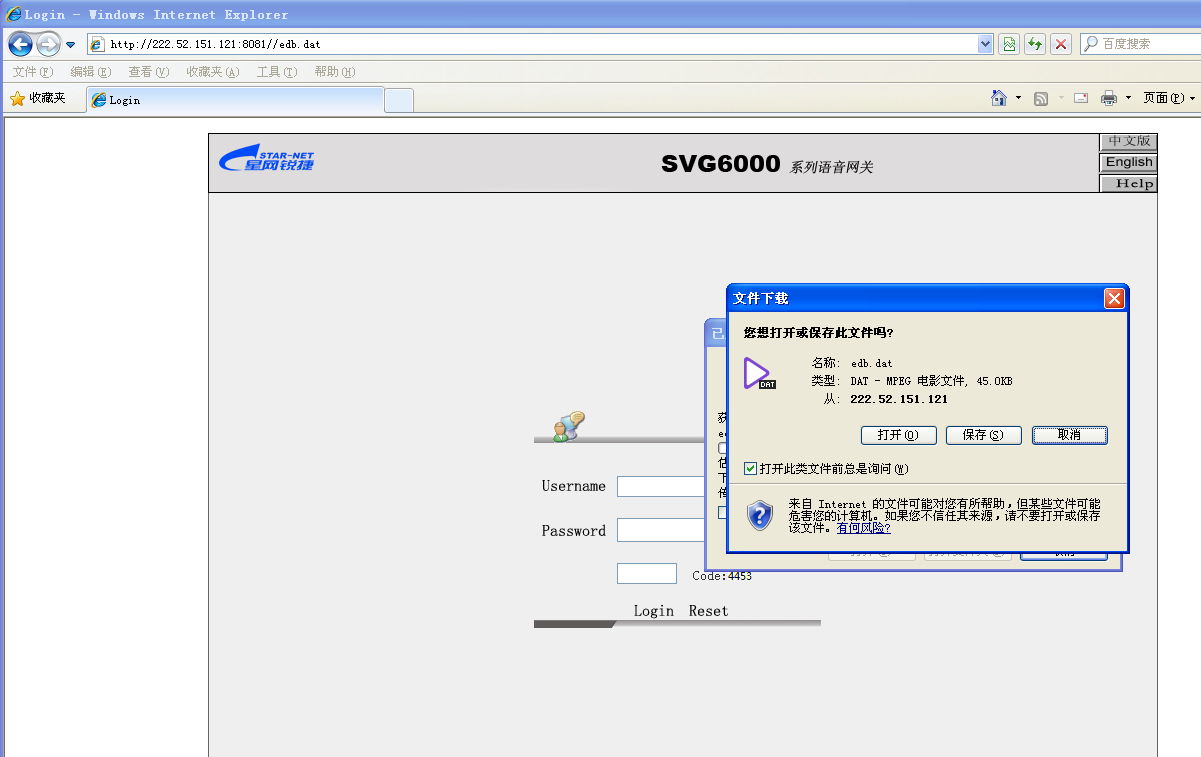 Login - Windows Internet Explorer
http://222.52.151.121:8081//edb.dat
百度搜索
文件(F) 编辑(E) 查看(V) 收藏夹(A) 工具(T) 帮助(H)
收藏夹 Login 页面(P)
STAR-NET
星网锐捷
SVG6000 系列语音网关
中文版
English
Help
文件下载
您想打开或保存此文件吗?
名称: edb.dat
DAT
类型: DAT - MPEG 电影文件, 45.0KB
从: 222.52.151.121
打开(O) 保存(S) 取消
打开此类文件前总是询问(W)
来自 Internet 的文件可能对您有所帮助,但某些文件可能
危害您的计算机。如果您不信任其来源,请不要打开或保存
该文件。有何风险?
Username
Password
Code:4453
Login Reset